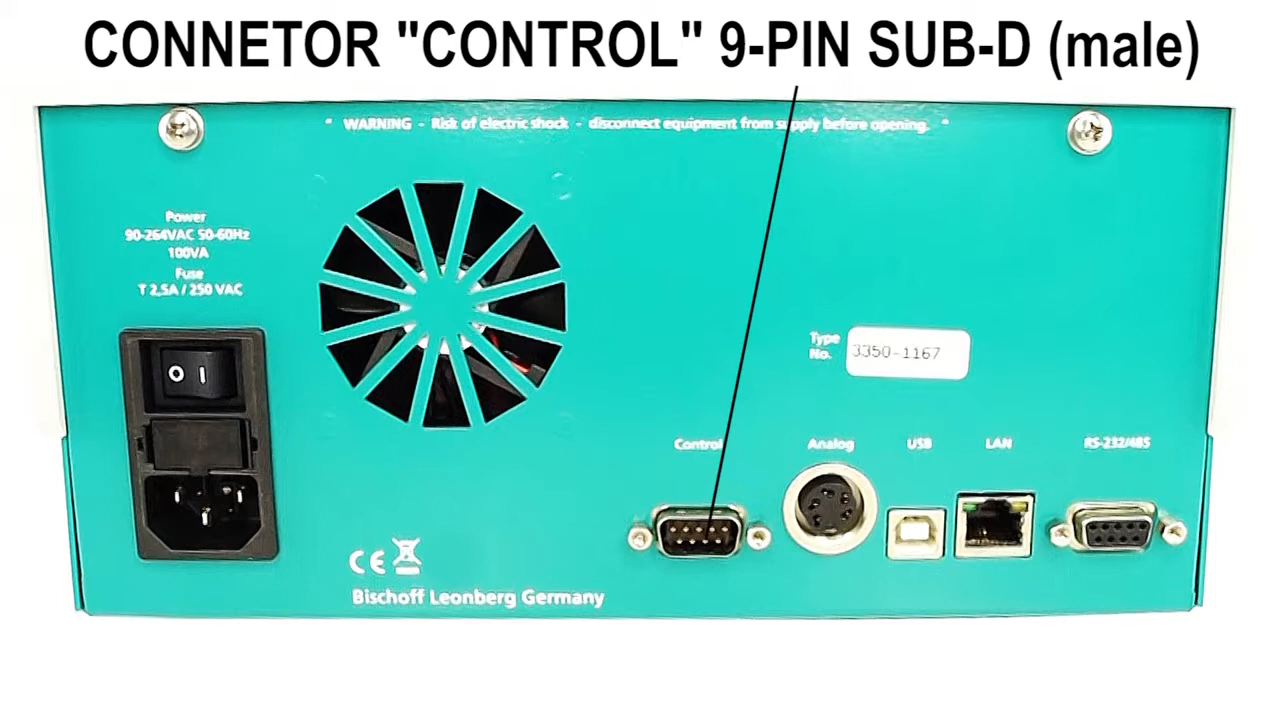 CONNETOR "CONTROL" 9-PIN SUB-D (male)
" WARNING - Risk of electric shock - disconnect equipment from supply before opening. "
Power
90-264VAC 50-60Hz
100VA
Fuse
T 2,5A / 250 VAC
O I
Type
No.
3350-1167
Control
Analog
USB
LAN
RS-232/485
CE
Bischoff Leonberg Germany